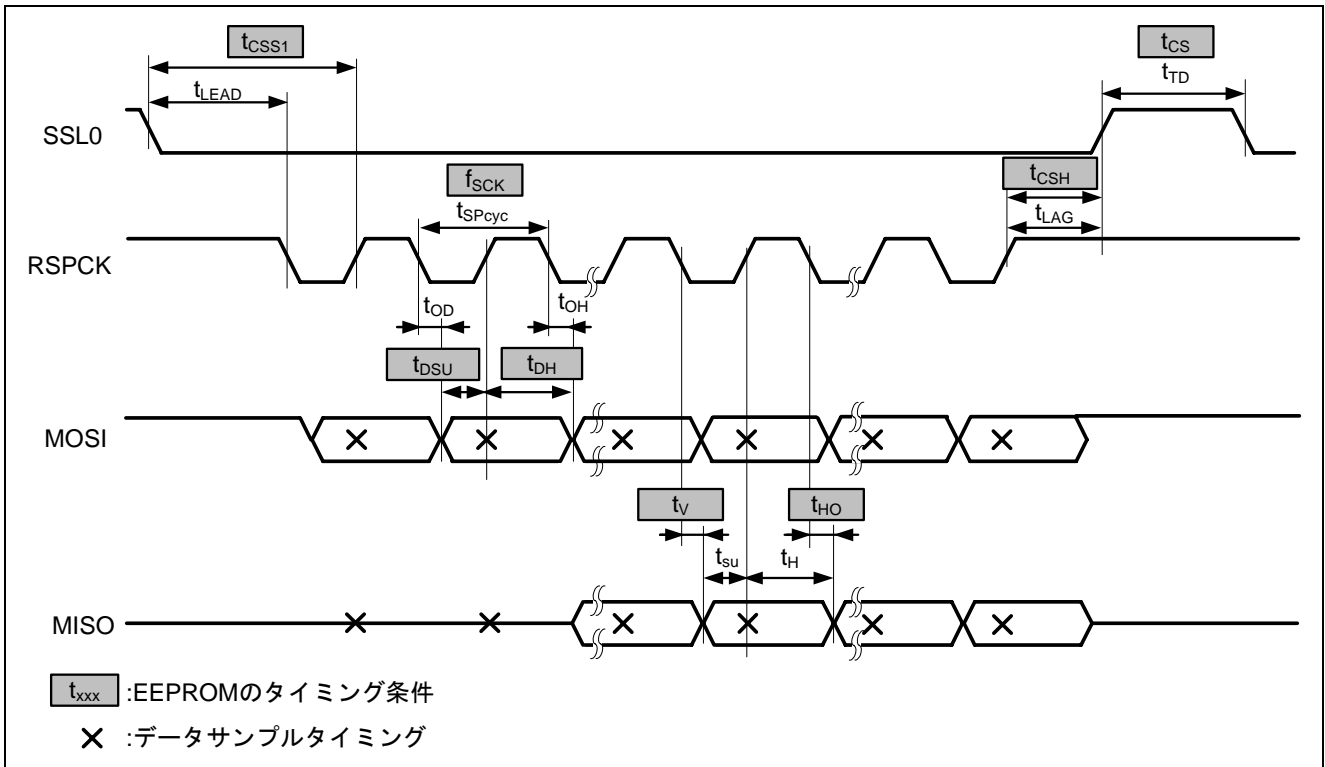 tCSS1
tCS
tLEAD
tTD
SSL0
tCSH
fSCK
tSPcyc
tLAG
RSPCK
tOD
tOH
tDSU
tDH
MOSI
tV
tHO
tsu
tH
MISO
txxx :EEPROMのタイミング条件
× :データサンプルタイミング